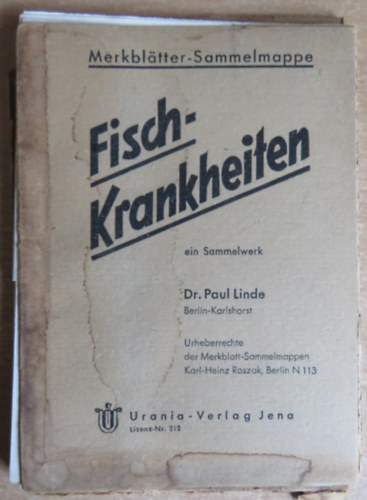 Merkblätter-Sammelmappe
Fisch-
Krankheiten
ein Sammelwerk
Dr. Paul Linde
Berlin-Karlshorst
Urheberrechte
der Merkblatt-Sammelmappen
Karl-Heinz Roszak, Berlin N 113
Urania-Verlag Jena
Lizenz-Nr. 212